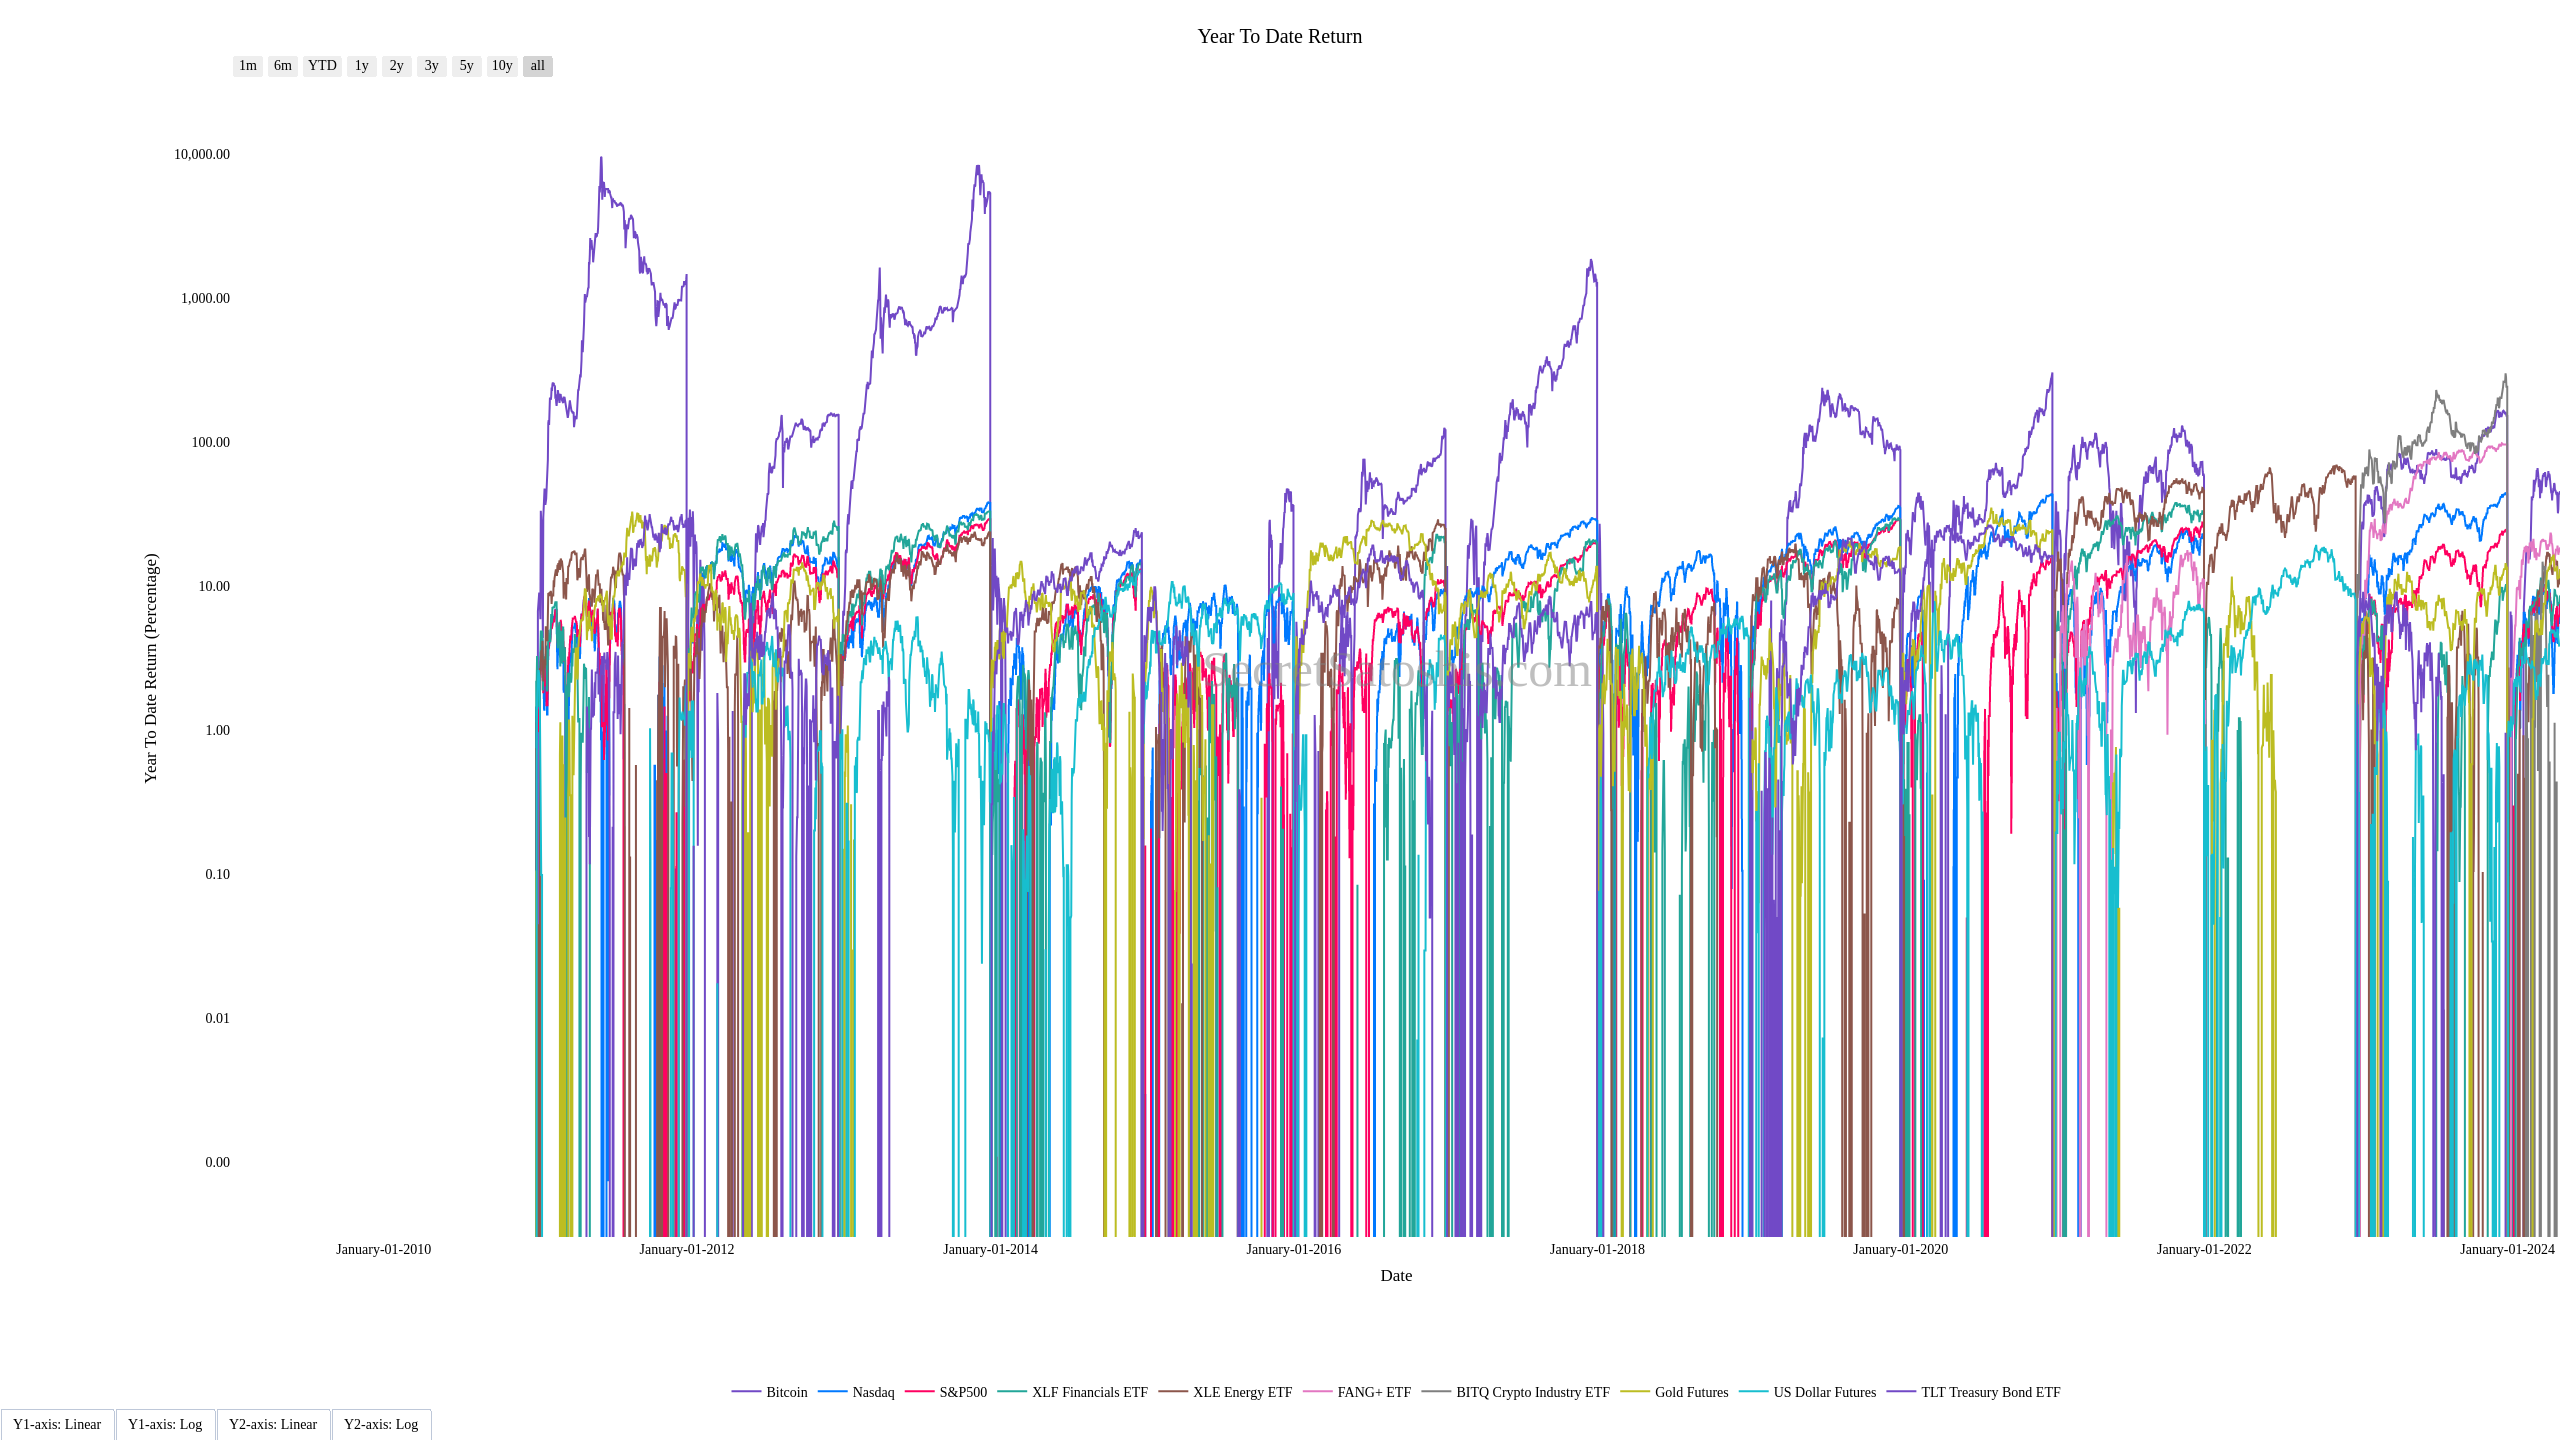 Year To Date Return
1m 6m YTD 1y 2y 3y 5y 10y all
10,000.00
1,000.00
100.00
10.00
1.00
0.10
0.01
0.00
Year To Date Return (Percentage)
SecretSatoshis.com
January-01-2010 January-01-2012 January-01-2014 January-01-2016 January-01-2018 January-01-2020 January-01-2022 January-01-2024
Date
Bitcoin Nasdaq S&P500 XLF Financials ETF XLE Energy ETF FANG+ ETF BITQ Crypto Industry ETF Gold Futures US Dollar Futures TLT Treasury Bond ETF
Y1-axis: Linear Y1-axis: Log Y2-axis: Linear Y2-axis: Log